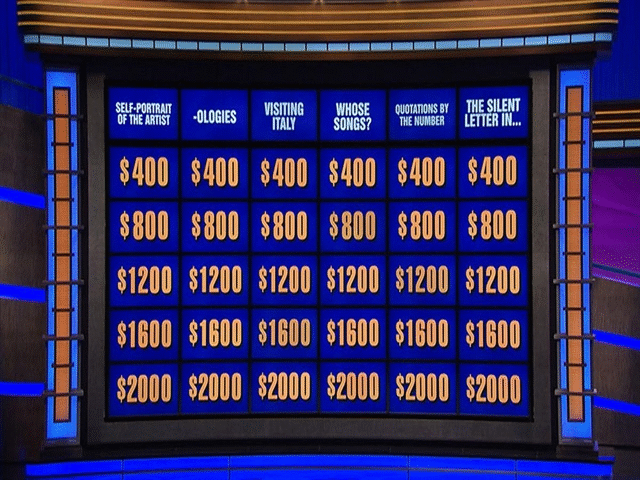 SELF-PORTRAIT
OF THE ARTIST
-OLOGIES
VISITING
ITALY
WHOSE
SONGS?
QUOTATIONS BY
THE NUMBER
THE SILENT
LETTER IN...
$400 $400 $400 $400 $400 $400
$800 $800 $800 $800 $800 $800
$1200 $1200 $1200 $1200 $1200 $1200
$1600 $1600 $1600 $1600 $1600 $1600
$2000 $2000 $2000 $2000 $2000 $2000